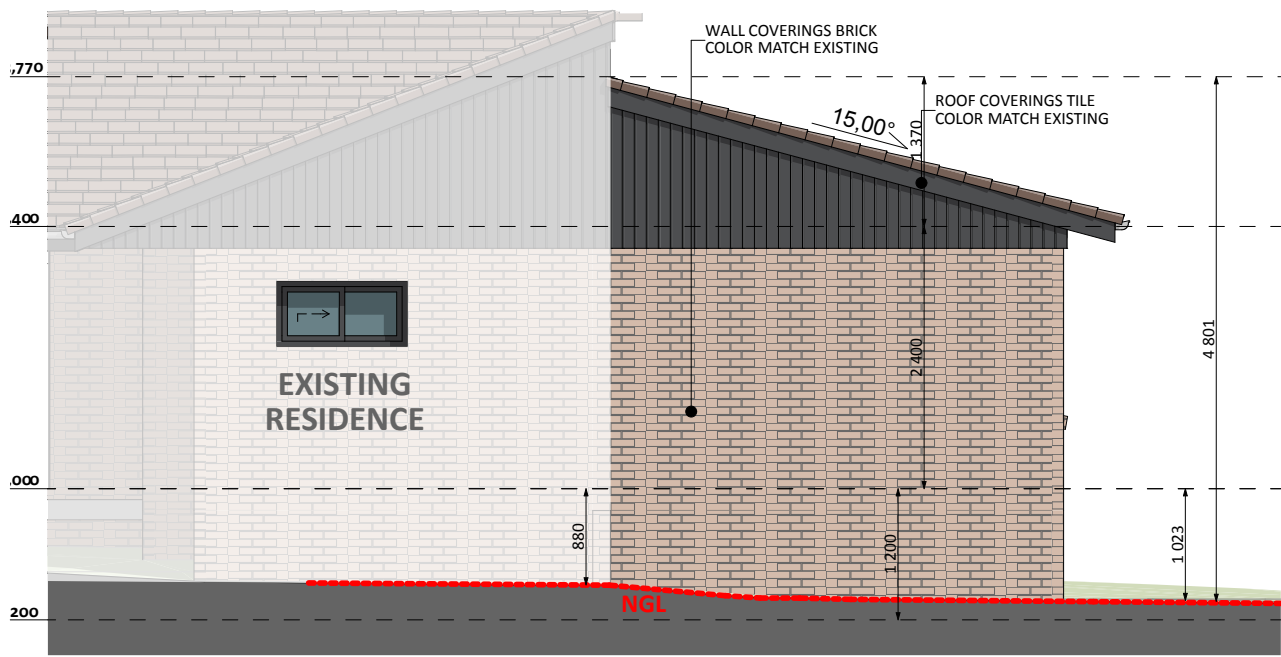 WALL COVERINGS BRICK
COLOR MATCH EXISTING
,770
ROOF COVERINGS TILE
COLOR MATCH EXISTING
15,00°
1 370
,400
2 400
4 801
EXISTING
RESIDENCE
,000
880
1 200
1 023
NGL
200